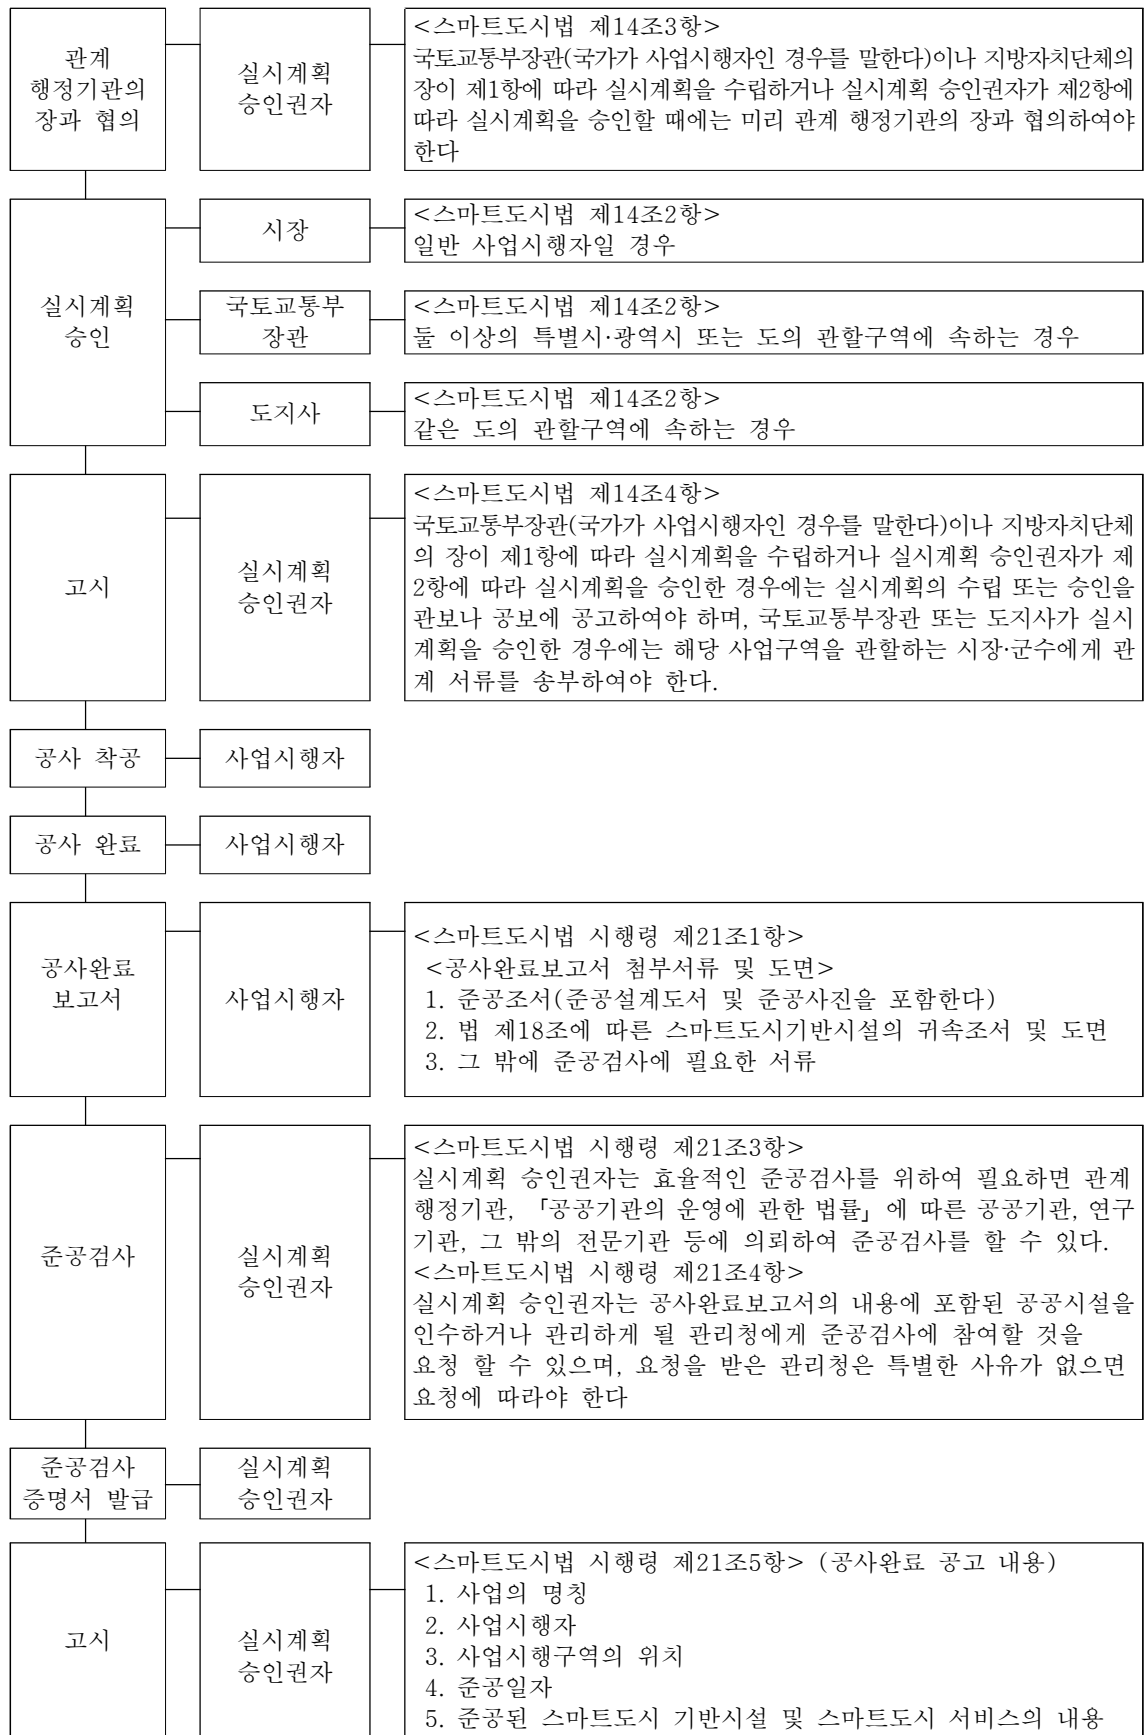 관계
행정기관의
장과 협의
실시계획
승인권자
<스마트도시법 제14조3항>
국토교통부장관(국가가 사업시행자인 경우를 말한다)이나 지방자치단체의
장이 제1항에 따라 실시계획을 수립하거나 실시계획 승인권자가 제2항에
따라 실시계획을 승인할 때에는 미리 관계 행정기관의 장과 협의하여야
한다
실시계획
승인
시장
<스마트도시법 제14조2항>
일반 사업시행자일 경우
국토교통부
장관
<스마트도시법 제14조2항>
둘 이상의 특별시·광역시 또는 도의 관할구역에 속하는 경우
도지사
<스마트도시법 제14조2항>
같은 도의 관할구역에 속하는 경우
고시
실시계획
승인권자
<스마트도시법 제14조4항>
국토교통부장관(국가가 사업시행자인 경우를 말한다)이나 지방자치단체
의 장이 제1항에 따라 실시계획을 수립하거나 실시계획 승인권자가 제
2항에 따라 실시계획을 승인한 경우에는 실시계획의 수립 또는 승인을
관보나 공보에 공고하여야 하며, 국토교통부장관 또는 도지사가 실시
계획을 승인한 경우에는 해당 사업구역을 관할하는 시장·군수에게 관
계 서류를 송부하여야 한다.
공사 착공
사업시행자
공사 완료
사업시행자
공사완료
보고서
사업시행자
<스마트도시법 시행령 제21조1항>
<공사완료보고서 첨부서류 및 도면>
1. 준공조서(준공설계도서 및 준공사진을 포함한다)
2. 법 제18조에 따른 스마트도시기반시설의 귀속조서 및 도면
3. 그 밖에 준공검사에 필요한 서류
준공검사
실시계획
승인권자
<스마트도시법 시행령 제21조3항>
실시계획 승인권자는 효율적인 준공검사를 위하여 필요하면 관계
행정기관, 「공공기관의 운영에 관한 법률」에 따른 공공기관, 연구
기관, 그 밖의 전문기관 등에 의뢰하여 준공검사를 할 수 있다.
<스마트도시법 시행령 제21조4항>
실시계획 승인권자는 공사완료보고서의 내용에 포함된 공공시설을
인수하거나 관리하게 될 관리청에게 준공검사에 참여할 것을
요청 할 수 있으며, 요청을 받은 관리청은 특별한 사유가 없으면
요청에 따라야 한다
준공검사
증명서 발급
실시계획
승인권자
고시
실시계획
승인권자
<스마트도시법 시행령 제21조5항> (공사완료 공고 내용)
1. 사업의 명칭
2. 사업시행자
3. 사업시행구역의 위치
4. 준공일자
5. 준공된 스마트도시 기반시설 및 스마트도시 서비스의 내용